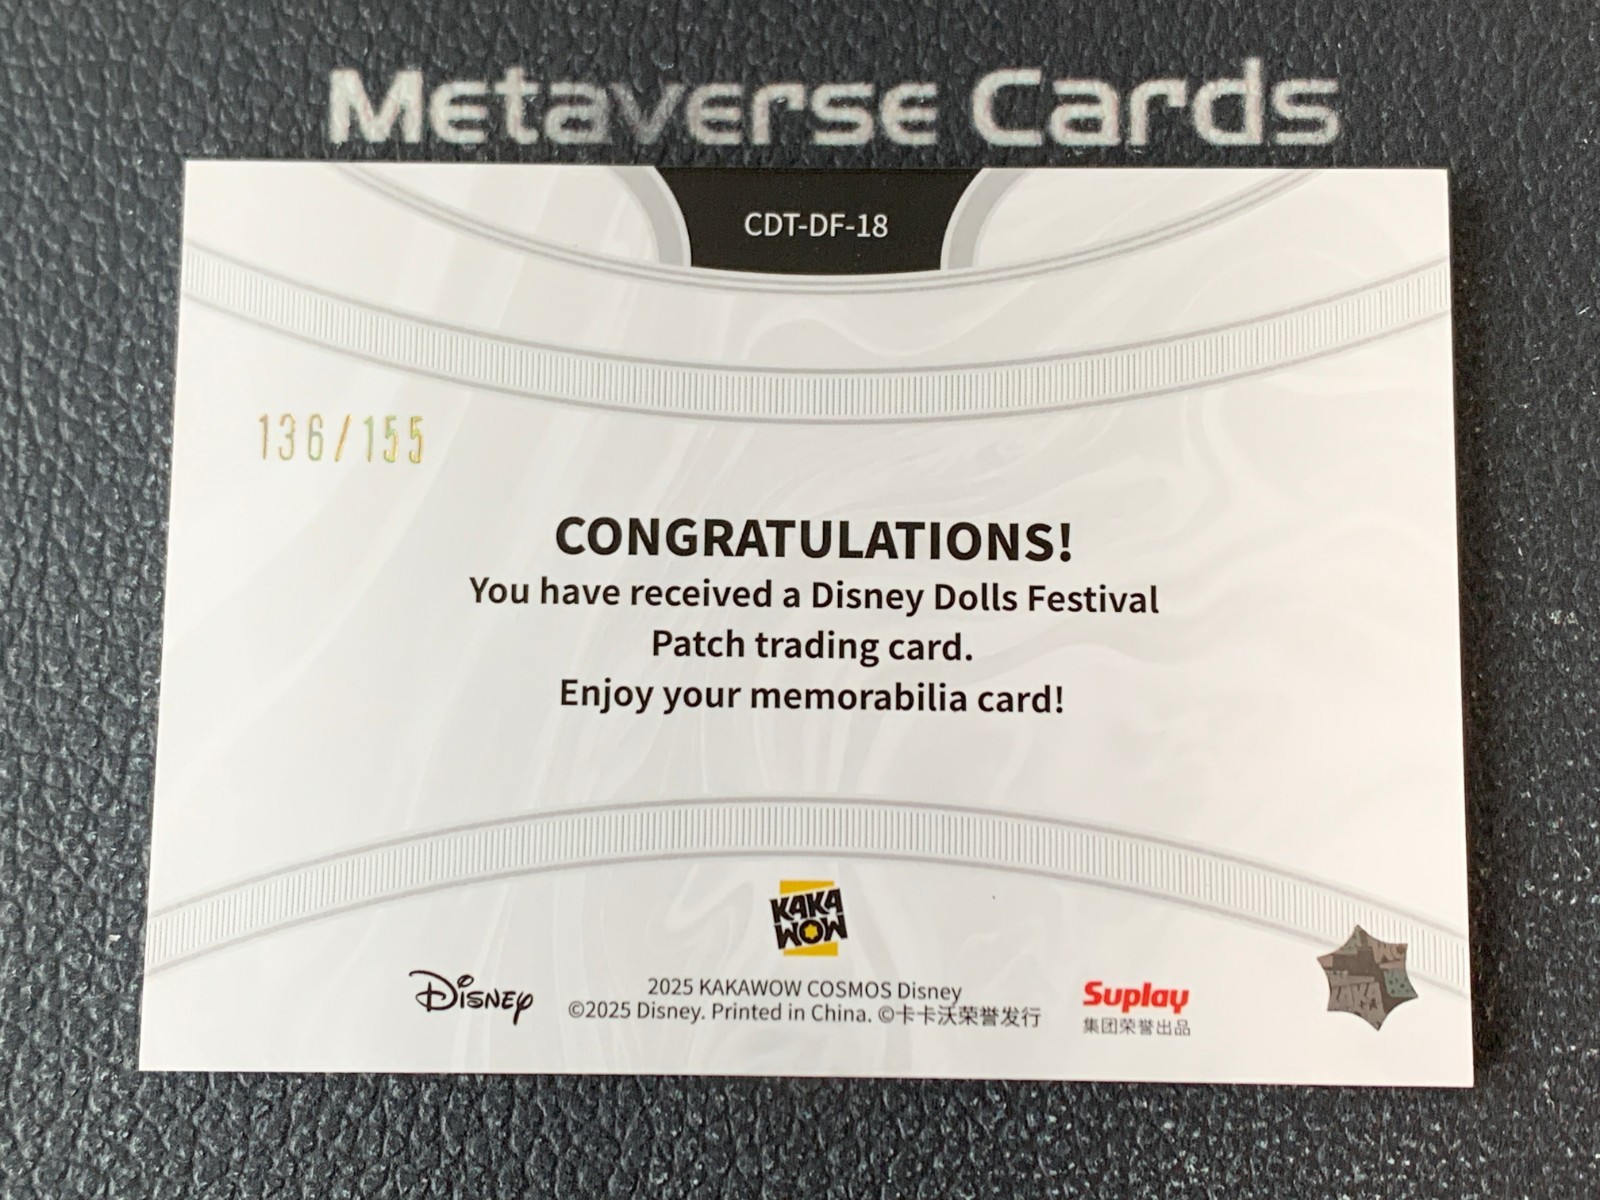 Metaverse Cards
CDT-DF-18
136/155
CONGRATULATIONS!
You have received a Disney Dolls Festival
Patch trading card.
Enjoy your memorabilia card!
KAKA
WOW
Disney
2025 KAKAWOW COSMOS Disney
©2025 Disney. Printed in China. ©卡卡沃荣誉发行
Suplay
集团荣誉出品